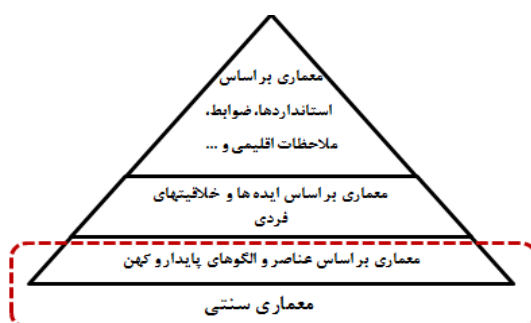 معماری براساس
استانداردها، ضوابط،
ملاحظات اقلیمی و ...
معماری براساس ایده ها و خلاقیتهای
فردی
معماری براساس عناصر و الگوهای پایدار و کهن
معماری سنتی